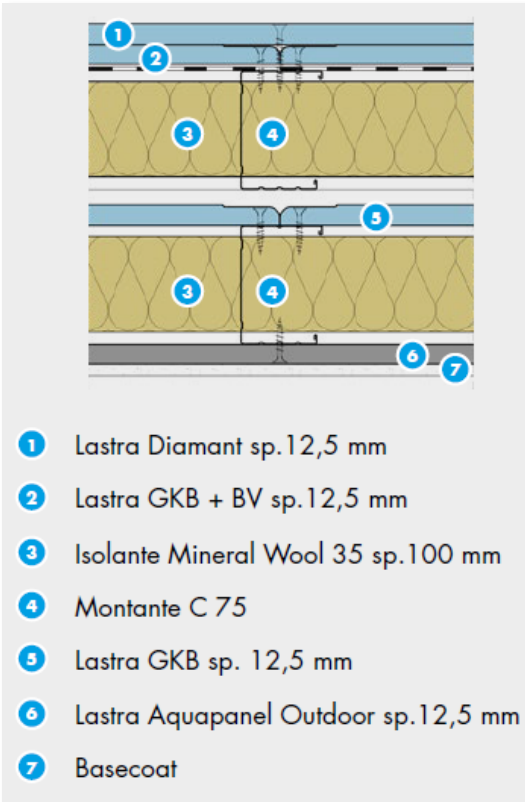 1
2
3
4
5
3
4
6
7
1 Lastra Diamant sp.12,5 mm
2 Lastra GKB + BV sp.12,5 mm
3 Isolante Mineral Wool 35 sp.100 mm
4 Montante C 75
5 Lastra GKB sp. 12,5 mm
6 Lastra Aquapanel Outdoor sp.12,5 mm
7 Basecoat